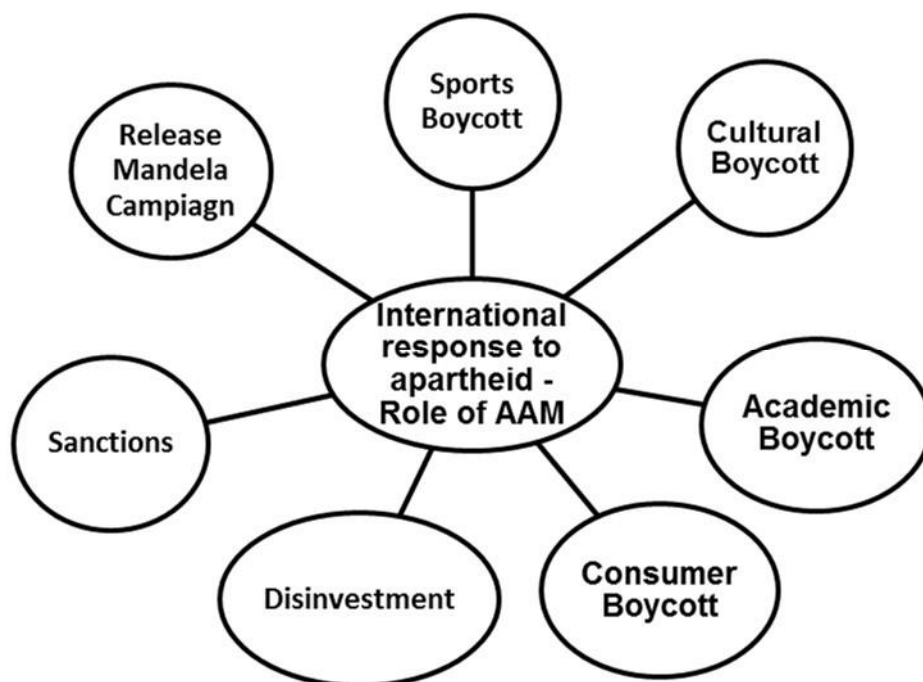 Sports
Boycott
Cultural
Boycott
Release
Mandela
Campiagn
International
response to
apartheid -
Role of AAM
Academic
Boycott
Sanctions
Consumer
Boycott
Disinvestment